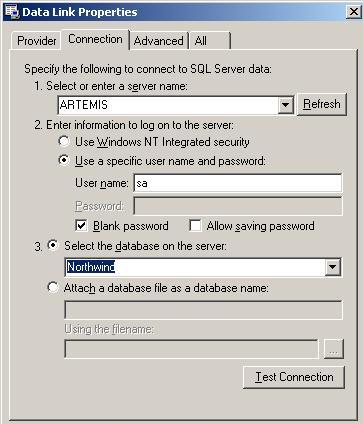 Data Link Properties
Provider Connection Advanced All
Specify the following to connect to SQL Server data:
1. Select or enter a server name:
ARTEMIS Refresh
2. Enter information to log on to the server:
Use Windows NT Integrated security
Use a specific user name and password:
User name: sa
Password:
Blank password Allow saving password
3. Select the database on the server:
Northwind
Attach a database file as a database name:
Using the filename:
...
Test Connection